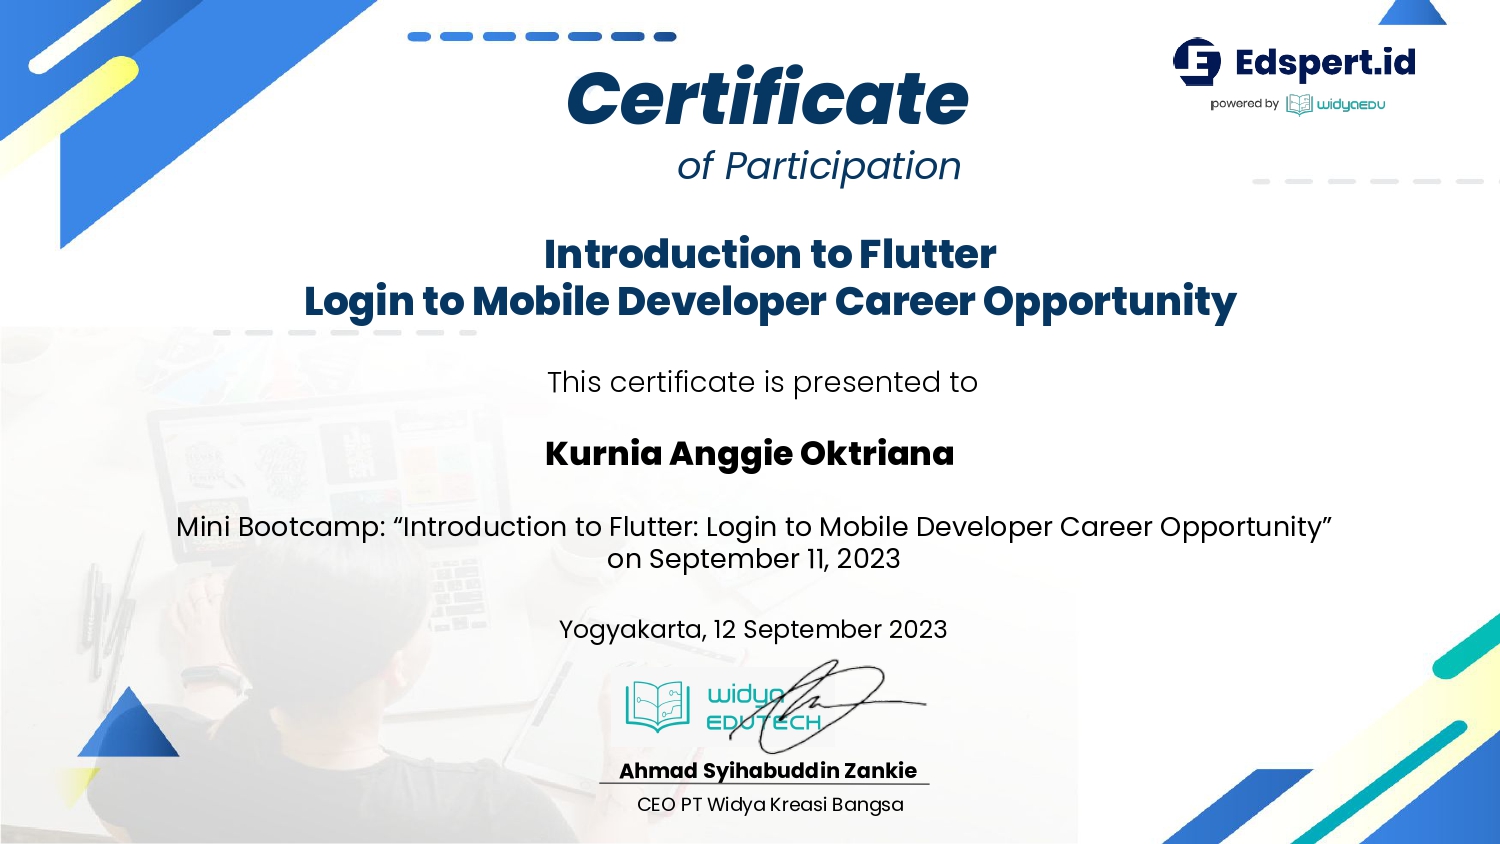 Edspert.id
powered by widyaEDU
Certificate
of Participation
Introduction to Flutter
Login to Mobile Developer Career Opportunity
This certificate is presented to
Kurnia Anggie Oktriana
Mini Bootcamp: “Introduction to Flutter: Login to Mobile Developer Career Opportunity”
on September 11, 2023
Yogyakarta, 12 September 2023
widya
EDUTECH
Ahmad Syihabuddin Zankie
CEO PT Widya Kreasi Bangsa